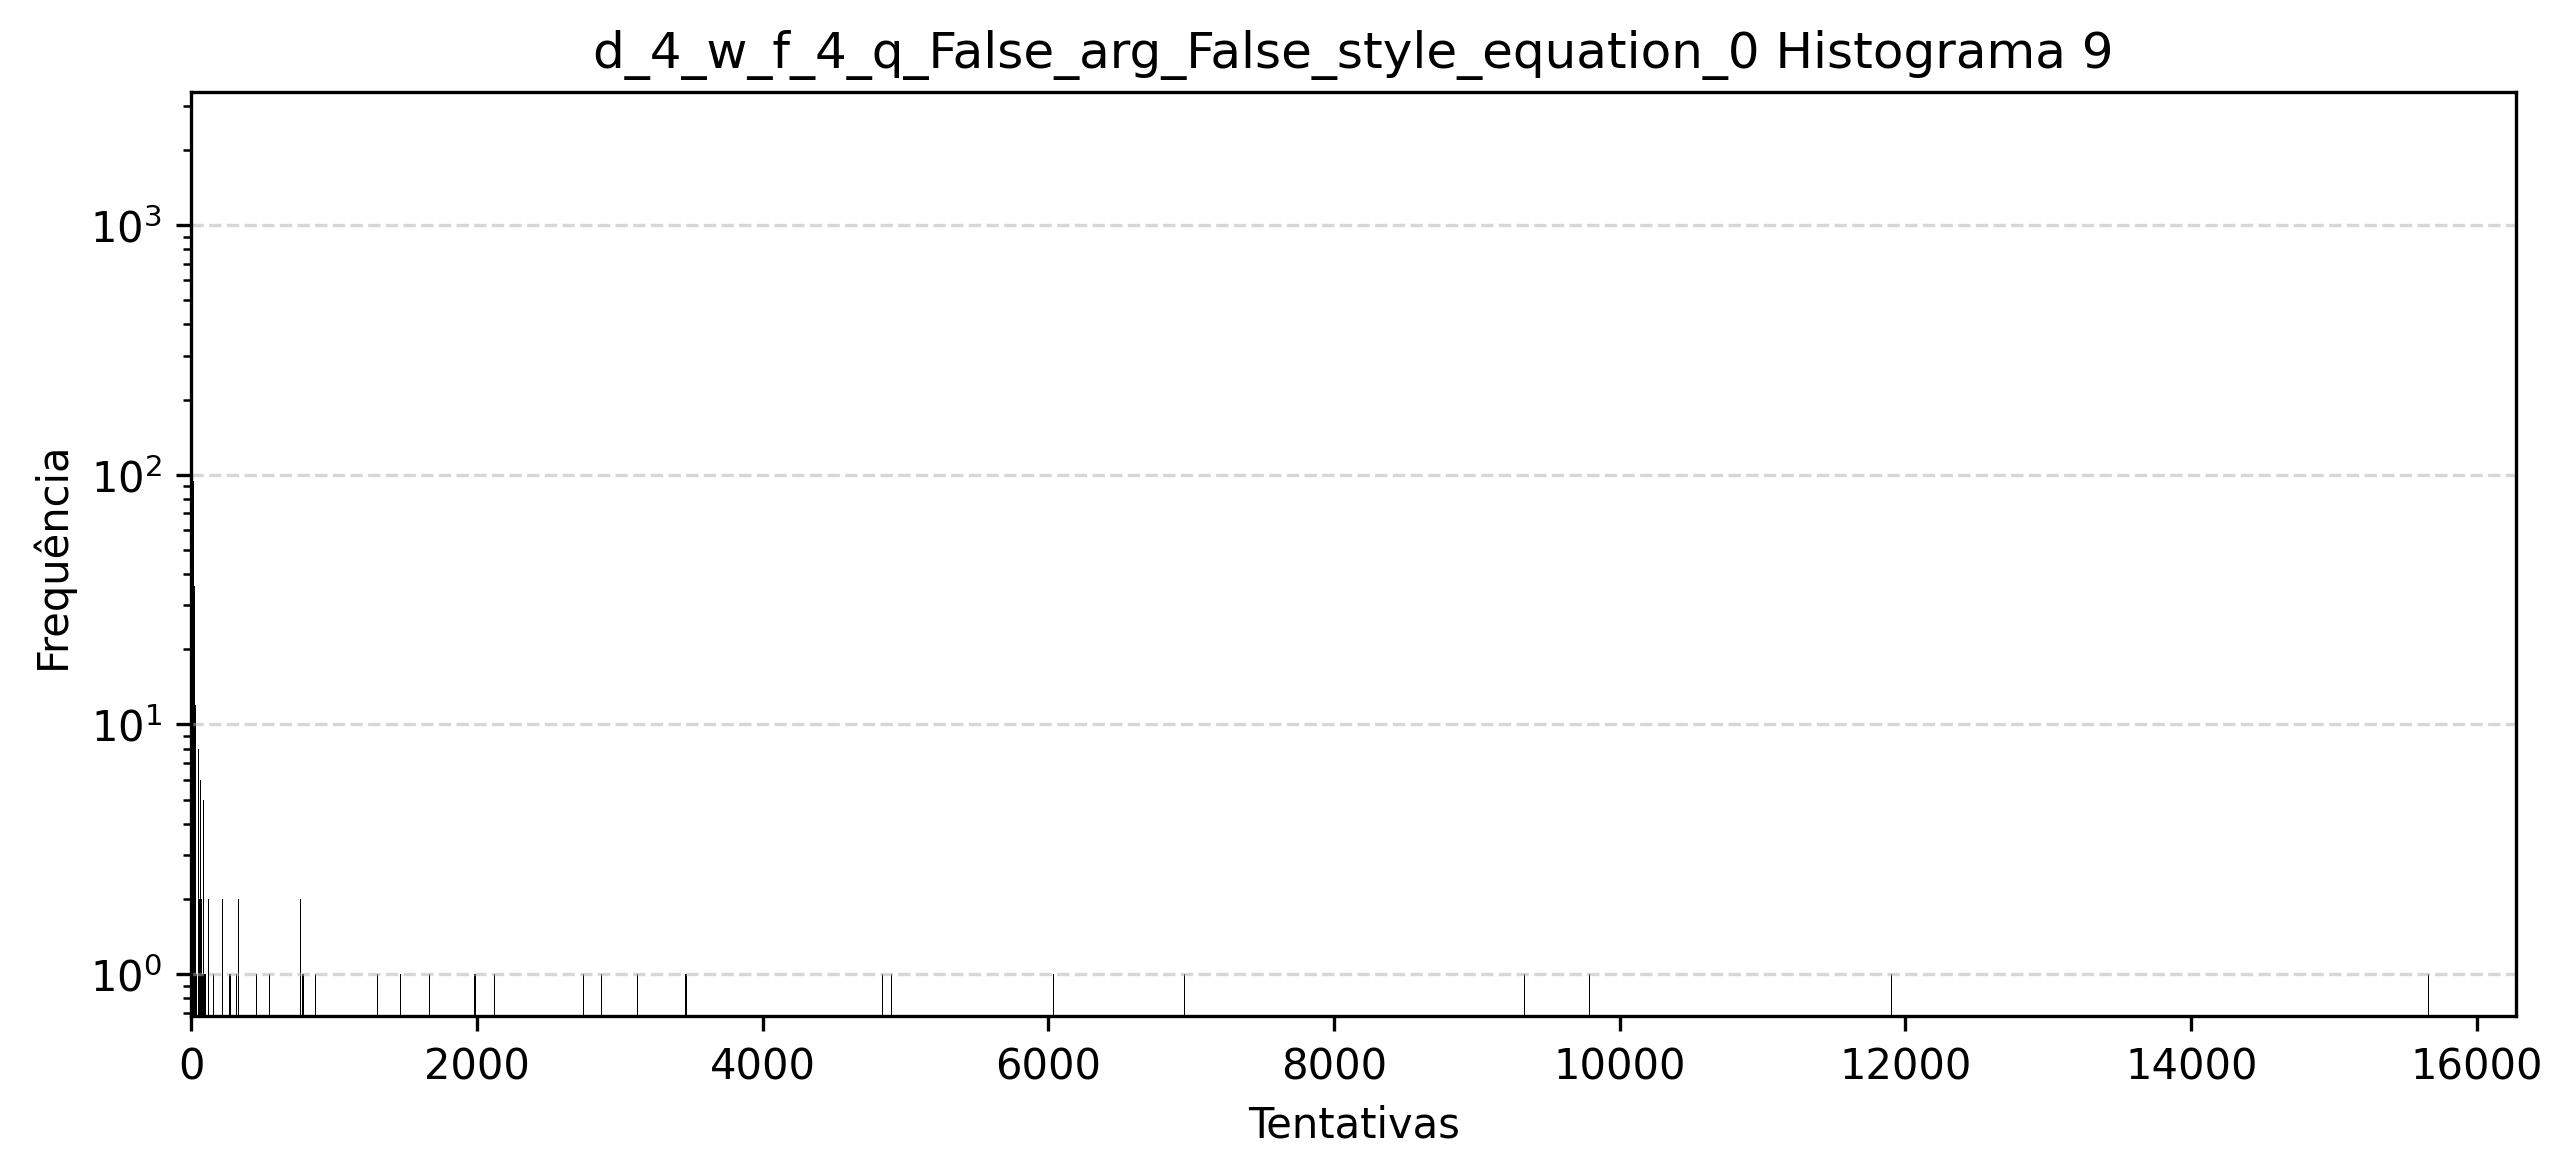 d_4_w_f_4_q_False_arg_False_style_equation_0 Histograma 9
Frequência
10³
10²
10¹
10⁰
0 2000 4000 6000 8000 10000 12000 14000 16000
Tentativas